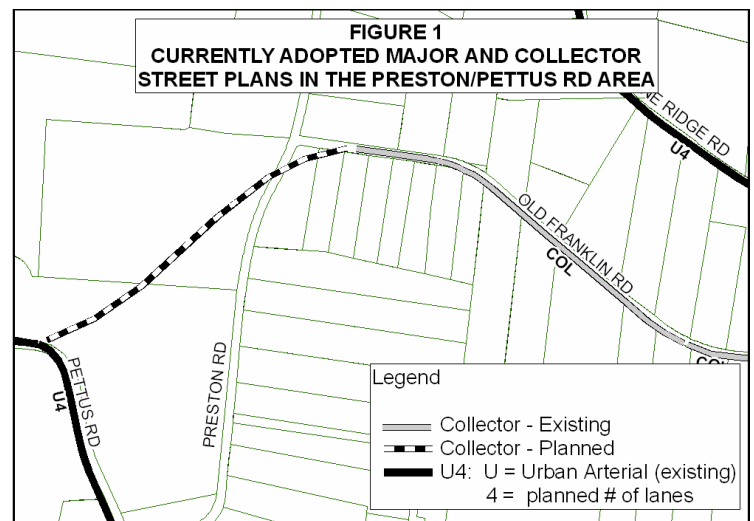 FIGURE 1
CURRENTLY ADOPTED MAJOR AND COLLECTOR
STREET PLANS IN THE PRESTON/PETTUS RD AREA
NE RIDGE RD
U4
OLD FRANKLIN RD
COL
PRESTON RD
PETTUS RD
U4
Legend
Collector - Existing
Collector - Planned
U4: U = Urban Arterial (existing)
4 = planned # of lanes